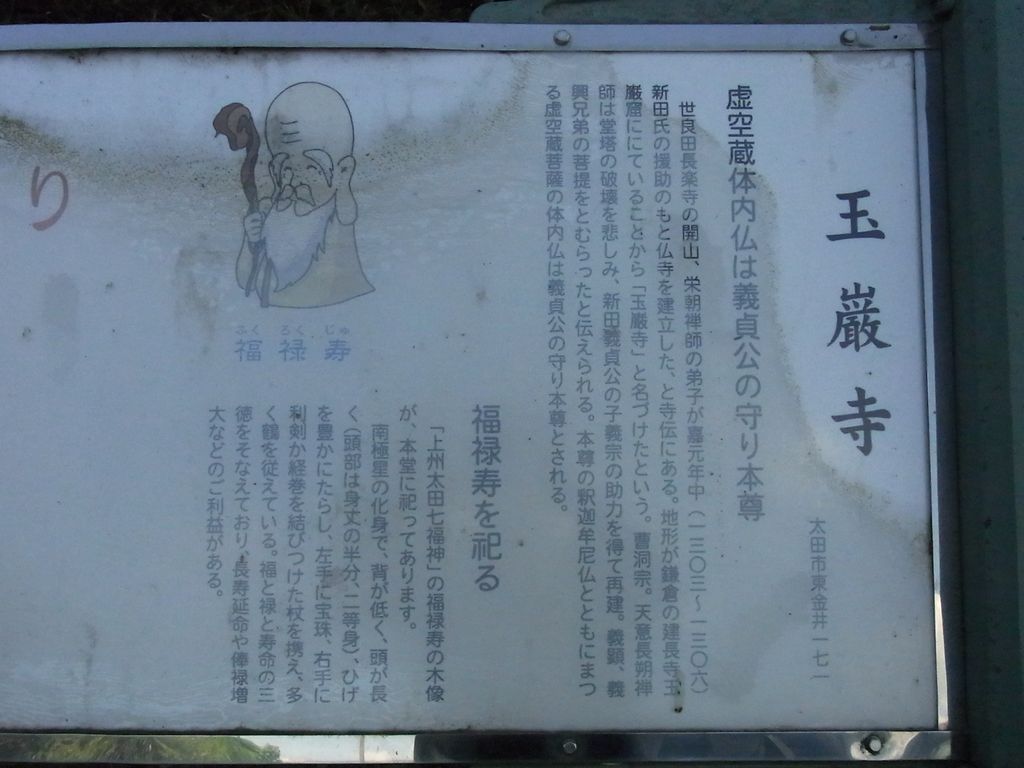 玉巖寺
太田市東金井一七一
虚空蔵体内仏は義貞公の守り本尊
世良田長楽寺の開山、栄朝禅師の弟子が嘉元年中(一三〇三〜一三〇六)
新田氏の援助のもと仏寺を建立した、と寺伝にある。地形が鎌倉の建長寺玉
巖窟ににていることから「玉巖寺」と名づけたという。曹洞宗。天意長朔禅
師は堂塔の破壊を悲しみ、新田義貞公の子義宗の助力を得て再建。義顕、義
興兄弟の菩提をとむらったと伝えられる。本尊の釈迦牟尼仏とともにまつ
る虚空蔵菩薩の体内仏は義貞公の守り本尊とされる。
福禄寿を祀る
「上州太田七福神」の福禄寿の木像
が、本堂に祀ってあります。
南極星の化身で、背が低く、頭が長
く(頭部は身丈の半分、二等身)、ひげ
を豊かにたらし、左手に宝珠、右手に
利剣か経巻を結びつけた杖を携え、多
く鶴を従えている。福と禄と寿命の三
徳をそなえており、長寿延命や俸禄増
大などのご利益がある。
ふくろくじゅ
福禄寿
り